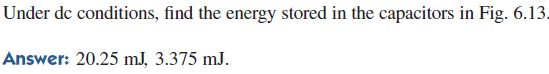 Under dc conditions, find the energy stored in the capacitors in Fig. 6.13.
Answer: 20.25 mJ, 3.375 mJ.